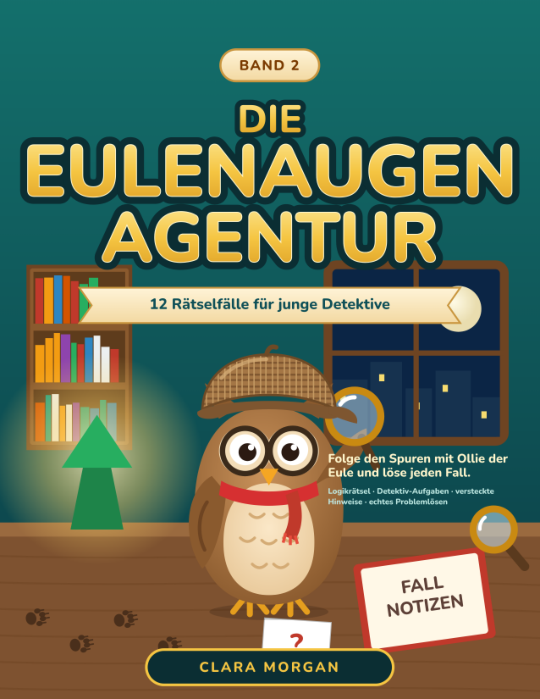 BAND 2
DIE
EULENAUGEN
AGENTUR
12 Rätselfälle für junge Detektive
Folge den Spuren mit Ollie der
Eule und löse jeden Fall.
Logikrätsel · Detektiv-Aufgaben · versteckte
Hinweise · echtes Problemlösen
FALL
NOTIZEN
?
CLARA MORGAN